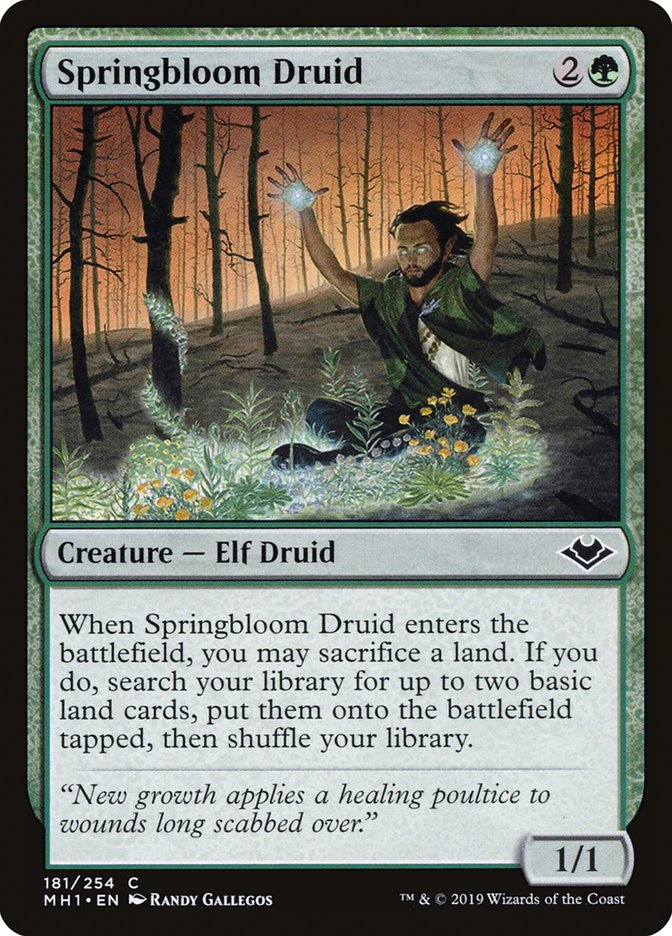 Springbloom Druid 2
Creature — Elf Druid
When Springbloom Druid enters the
battlefield, you may sacrifice a land. If you
do, search your library for up to two basic
land cards, put them onto the battlefield
tapped, then shuffle your library.
“New growth applies a healing poultice to
wounds long scabbed over.”
1/1
181/254 C
MH1 • EN Randy Gallegos
™ & © 2019 Wizards of the Coast